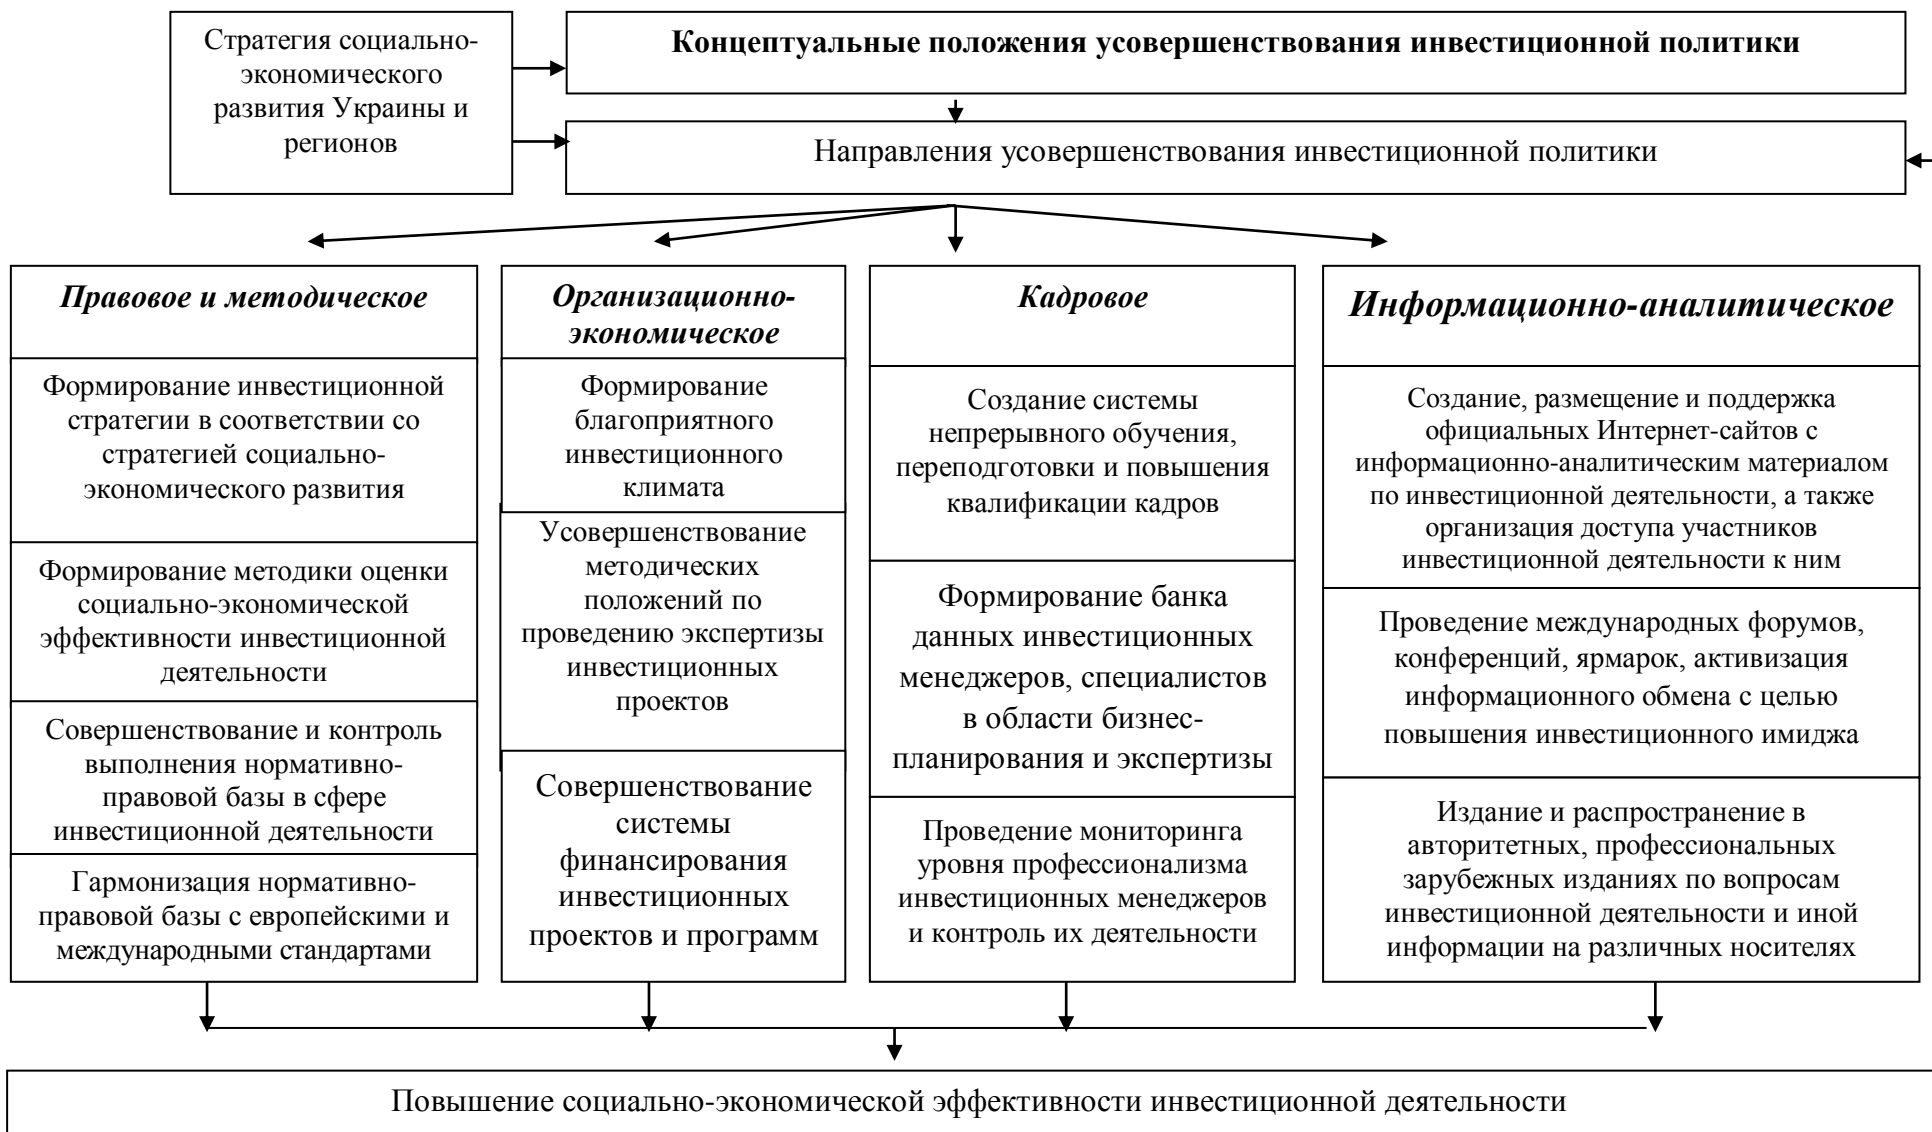 Стратегия социально-
экономического
развития Украины и
регионов
Концептуальные положения усовершенствования инвестиционной политики
Направления усовершенствования инвестиционной политики
Правовое и методическое
Формирование инвестиционной
стратегии в соответствии со
стратегией социально-
экономического развития
Формирование методики оценки
социально-экономической
эффективности инвестиционной
деятельности
Совершенствование и контроль
выполнения нормативно-
правовой базы в сфере
инвестиционной деятельности
Гармонизация нормативно-
правовой базы с европейскими и
международными стандартами
Организационно-
экономическое
Формирование
благоприятного
инвестиционного
климата
Усовершенствование
методических
положений по
проведению экспертизы
инвестиционных
проектов
Совершенствование
системы
финансирования
инвестиционных
проектов и программ
Кадровое
Создание системы
непрерывного обучения,
переподготовки и повышения
квалификации кадров
Формирование банка
данных инвестиционных
менеджеров, специалистов
в области бизнес-
планирования и экспертизы
Проведение мониторинга
уровня профессионализма
инвестиционных менеджеров
и контроль их деятельности
Информационно-аналитическое
Создание, размещение и поддержка
официальных Интернет-сайтов с
информационно-аналитическим материалом
по инвестиционной деятельности, а также
организация доступа участников
инвестиционной деятельности к ним
Проведение международных форумов,
конференций, ярмарок, активизация
информационного обмена с целью
повышения инвестиционного имиджа
Издание и распространение в
авторитетных, профессиональных
зарубежных изданиях по вопросам
инвестиционной деятельности и иной
информации на различных носителях
Повышение социально-экономической эффективности инвестиционной деятельности